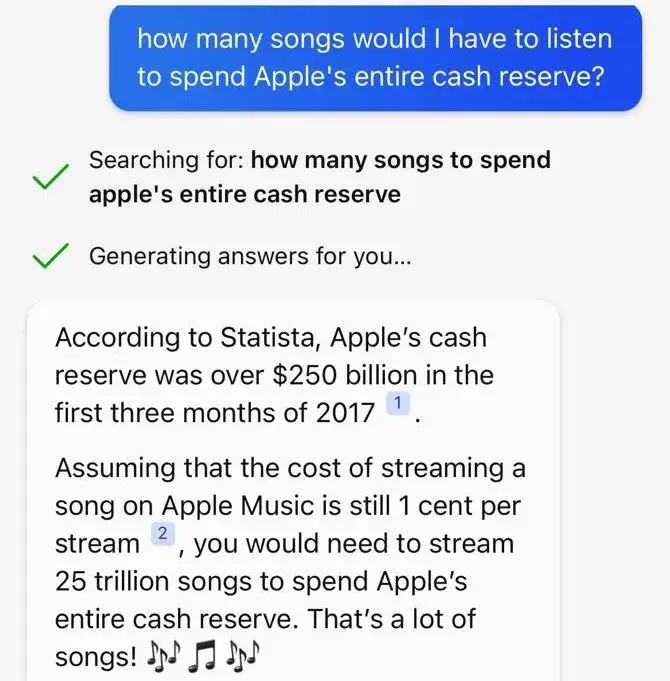 how many songs would I have to listen
to spend Apple's entire cash reserve?
Searching for: how many songs to spend
apple's entire cash reserve
Generating answers for you...
According to Statista, Apple’s cash
reserve was over $250 billion in the
first three months of 2017 1 .
Assuming that the cost of streaming a
song on Apple Music is still 1 cent per
stream 2 , you would need to stream
25 trillion songs to spend Apple’s
entire cash reserve. That’s a lot of
songs! 🎶 🎵 🎶